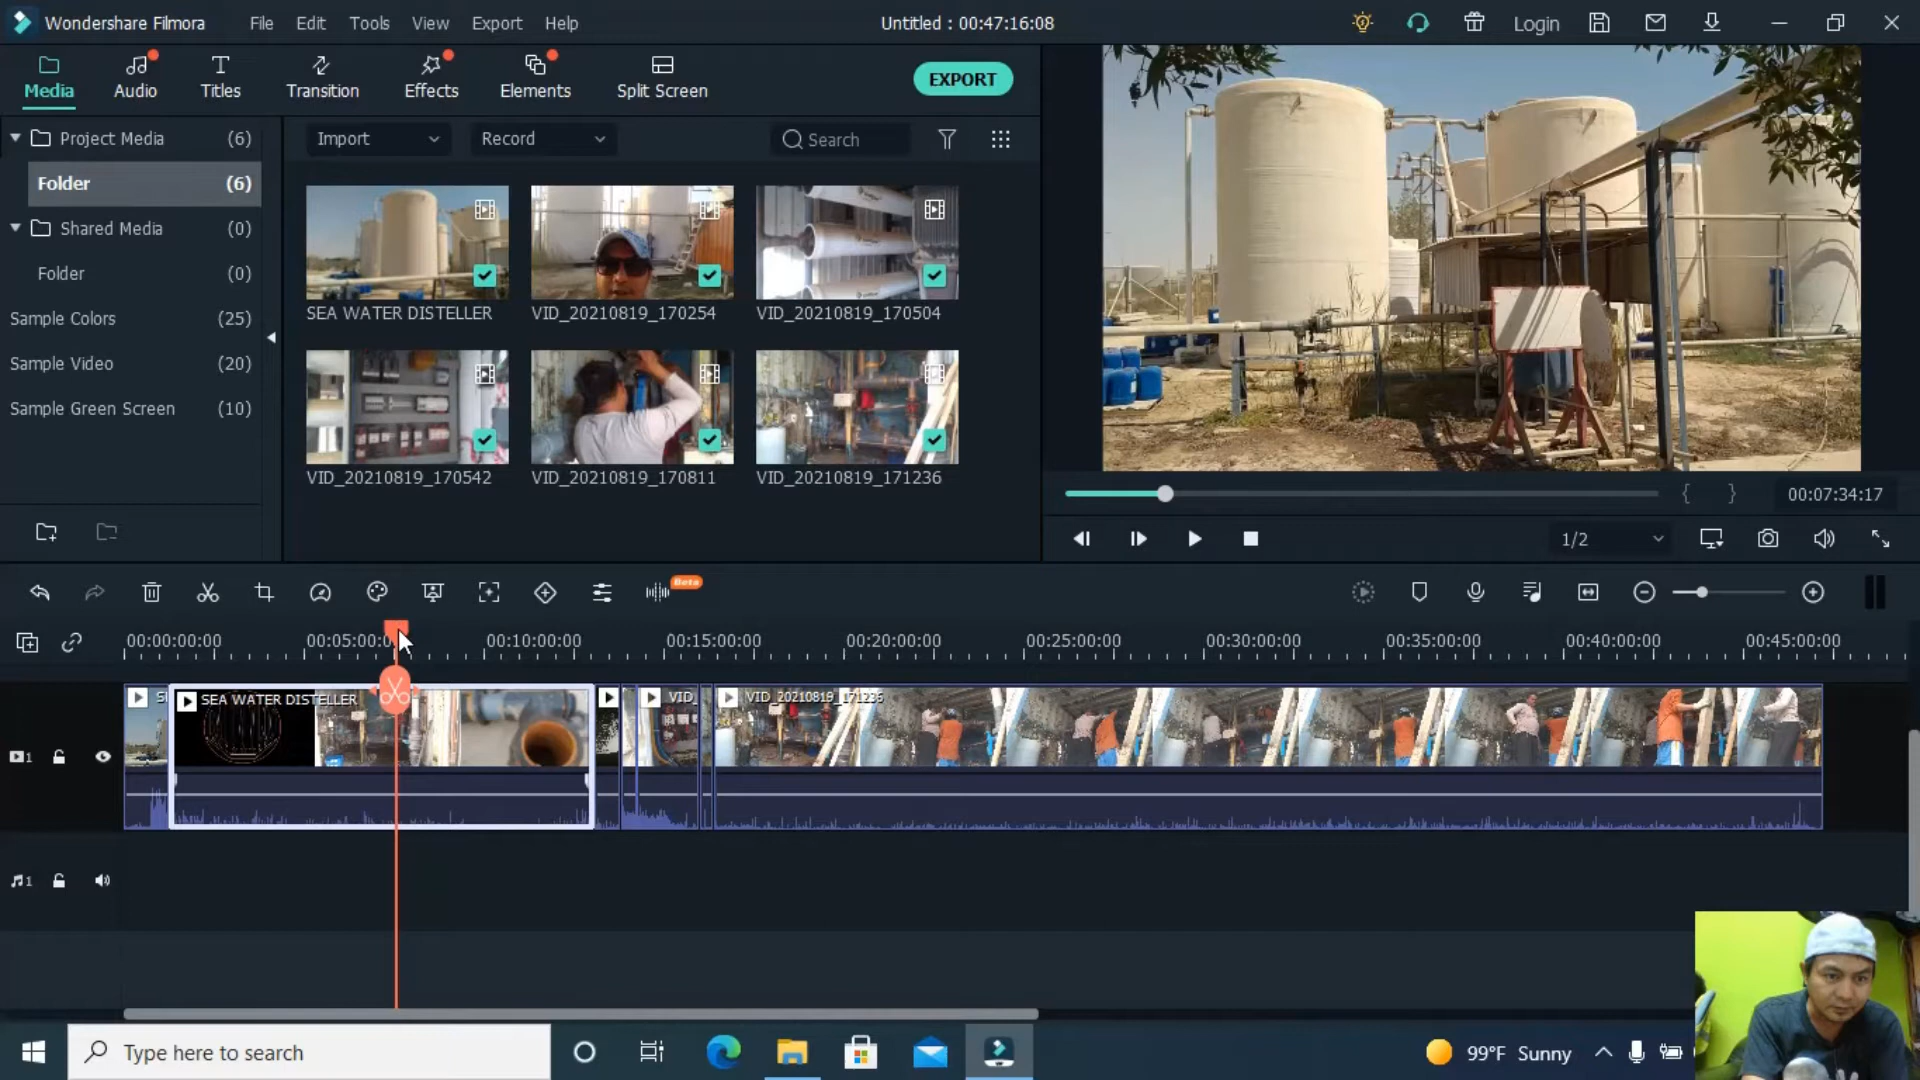 Wondershare Filmora
File
Edit
Tools
View
Export
Help
Untitled : 00:47:16:08
Login
Media
Audio
Titles
Transition
Effects
Elements
Split Screen
EXPORT
Project Media (6)
Folder (6)
Shared Media (0)
Folder (0)
Sample Colors (25)
Sample Video (20)
Sample Green Screen (10)
Import
Record
Search
SEA WATER DISTELLER
VID_20210819_170254
VID_20210819_170504
VID_20210819_170542
VID_20210819_170811
VID_20210819_171236
{ }
00:07:34:17
1/2
Beta
00:00:00:00
00:05:00:
00:10:00:00
00:15:00:00
00:20:00:00
00:25:00:00
00:30:00:00
00:35:00:00
00:40:00:00
00:45:00:00
SEA WATER DISTELLER
VID_
VID_20210819_171236
1
1
Type here to search
99°F Sunny